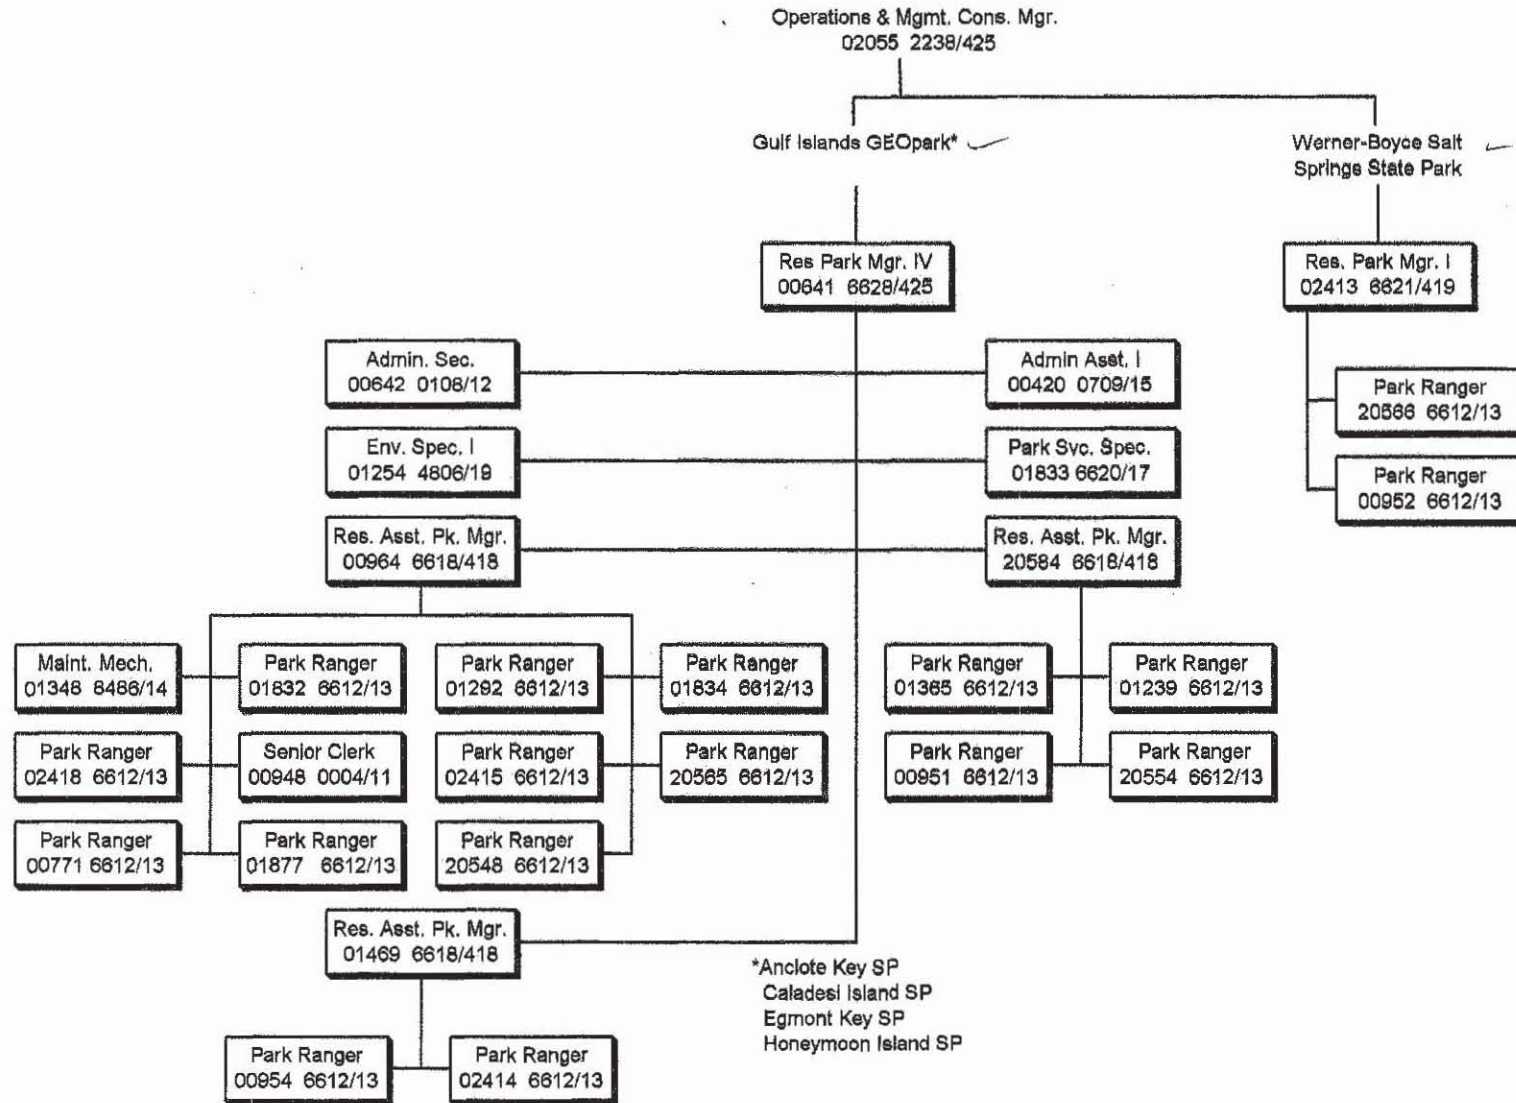 Operations & Mgmt. Cons. Mgr.
02055 2238/425
Gulf Islands GEOpark*
Werner-Boyce Salt
Springs State Park
Res Park Mgr. IV
00641 6628/425
Res. Park Mgr. I
02413 6621/419
Admin. Sec.
00642 0108/12
Admin Asst. I
00420 0709/15
Park Ranger
20566 6612/13
Env. Spec. I
01254 4806/19
Park Svc. Spec.
01833 6620/17
Park Ranger
00952 6612/13
Res. Asst. Pk. Mgr.
00964 6618/418
Res. Asst. Pk. Mgr.
20584 6618/418
Maint. Mech.
01348 8486/14
Park Ranger
01832 6612/13
Park Ranger
01292 6612/13
Park Ranger
01834 6612/13
Park Ranger
01365 6612/13
Park Ranger
01239 6612/13
Park Ranger
02418 6612/13
Senior Clerk
00948 0004/11
Park Ranger
02415 6612/13
Park Ranger
20565 6612/13
Park Ranger
00951 6612/13
Park Ranger
20554 6612/13
Park Ranger
00771 6612/13
Park Ranger
01877 6612/13
Park Ranger
20548 6612/13
Res. Asst. Pk. Mgr.
01469 6618/418
*Anclote Key SP
Caladesi Island SP
Egmont Key SP
Honeymoon Island SP
Park Ranger
00954 6612/13
Park Ranger
02414 6612/13